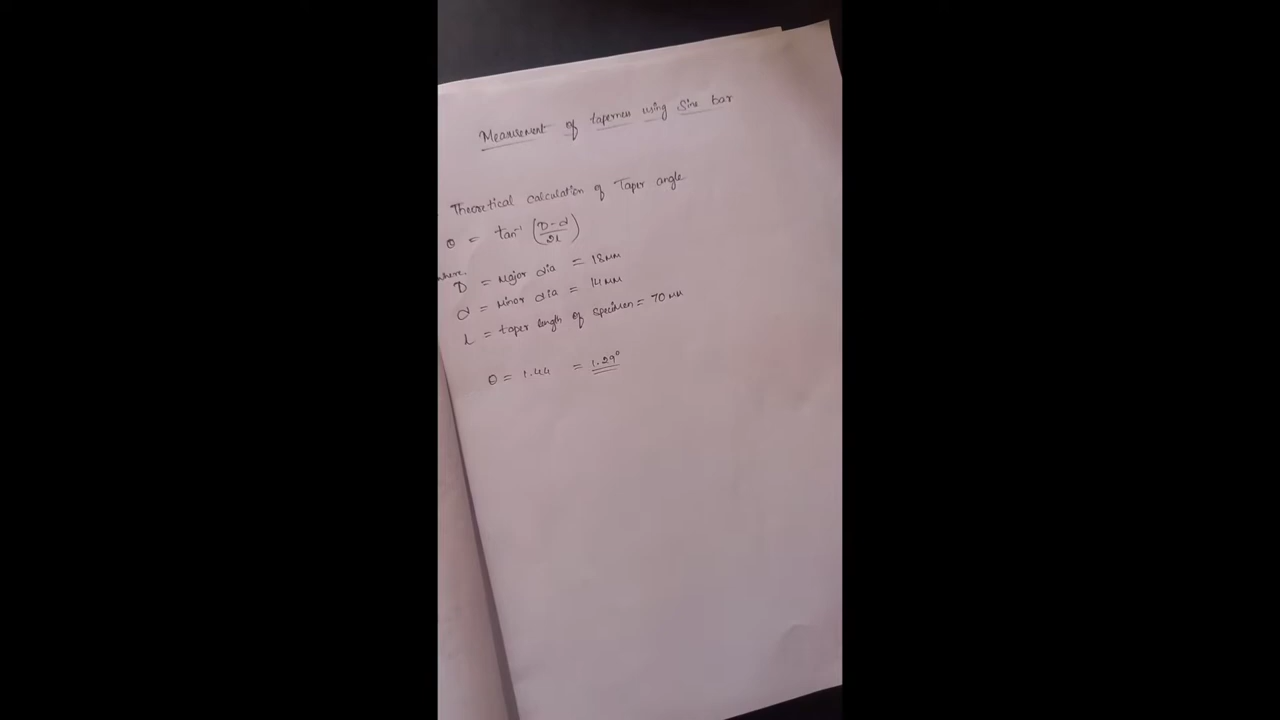 Measurement of taperness using Sine bar
Theoretical calculation of Taper angle
θ = tan⁻¹ (D-d/2L)
where,
D = Major dia = 18mm
d = Minor dia = 14mm
L = taper length of specimen = 70mm
θ = 1.44 = 1.29°